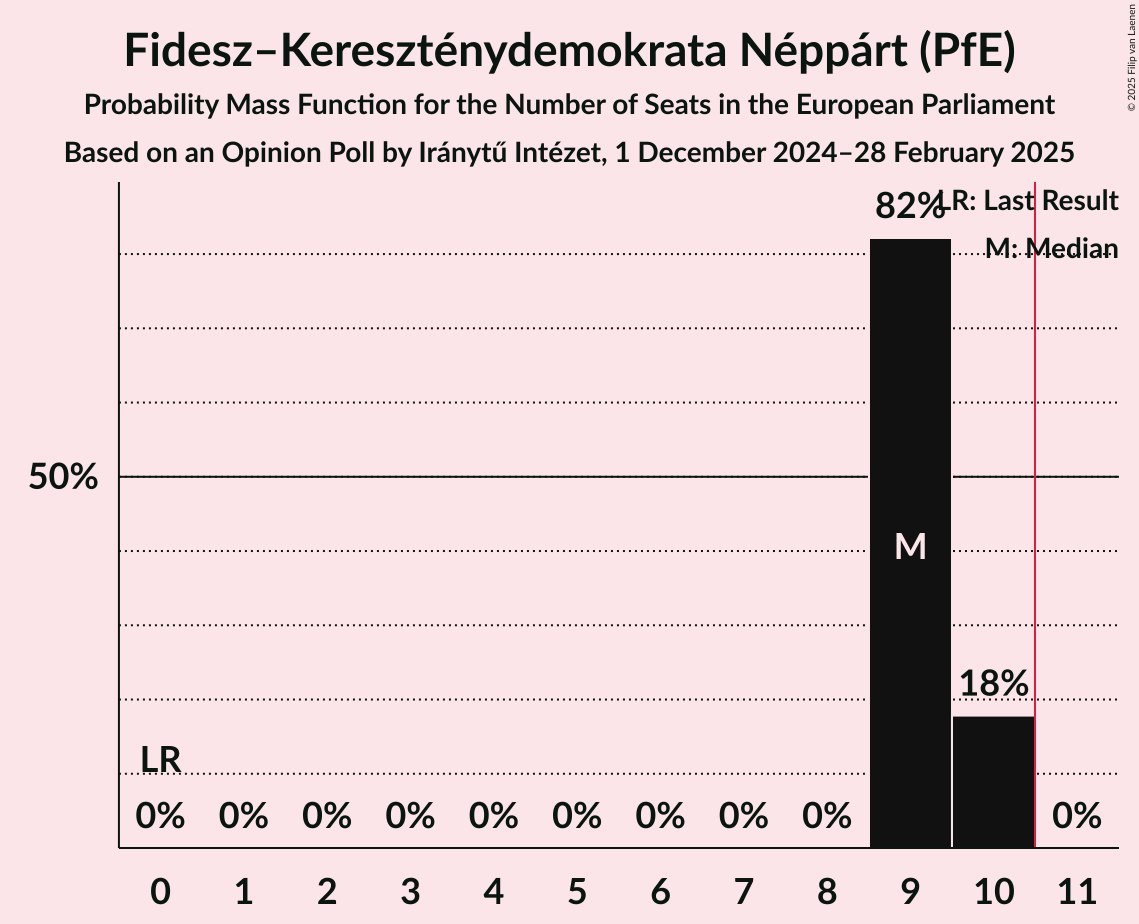 Fidesz–Kereszténydemokrata Néppárt (PfE)
Probability Mass Function for the Number of Seats in the European Parliament
Based on an Opinion Poll by Iránytű Intézet, 1 December 2024–28 February 2025
© 2025 Filip van Laenen
82%
LR: Last Result
M: Median
50%
M
18%
LR
0% 0% 0% 0% 0% 0% 0% 0% 0% 0%
0 1 2 3 4 5 6 7 8 9 10 11